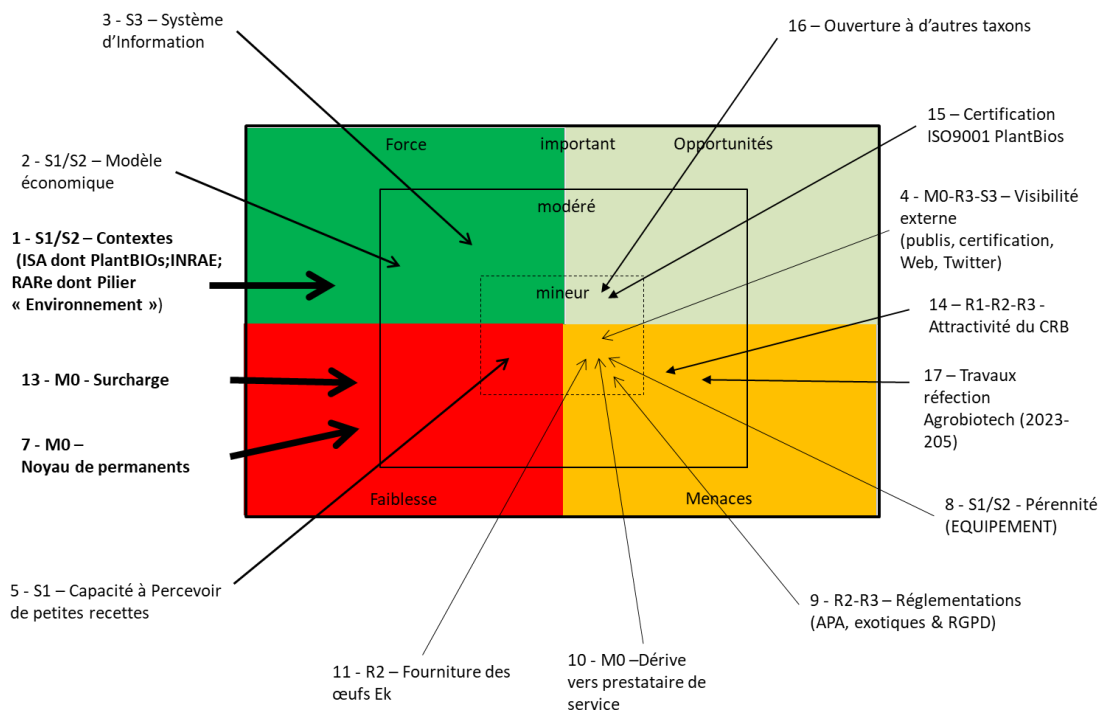 3 - S3 – Système
d’Information
16 – Ouverture à d’autres taxons
15 – Certification
ISO9001 PlantBios
Force
important
Opportunités
2 - S1/S2 – Modèle
économique
4 - M0-R3-S3 – Visibilité
externe
(publis, certification,
Web, Twitter)
modéré
1 - S1/S2 – Contextes
(ISA dont PlantBIOs;INRAE;
RARe dont Pilier
« Environnement »)
mineur
14 – R1-R2-R3 -
Attractivité du CRB
13 - M0 - Surcharge
17 – Travaux
réfection
Agrobiotech (2023-
205)
7 - M0 –
Noyau de permanents
Faiblesse
Menaces
8 - S1/S2 - Pérennité
(EQUIPEMENT)
5 - S1 – Capacité à Percevoir
de petites recettes
9 - R2-R3 – Réglementations
(APA, exotiques & RGPD)
11 - R2 – Fourniture des
œufs Ek
10 - M0 –Dérive
vers prestataire de
service